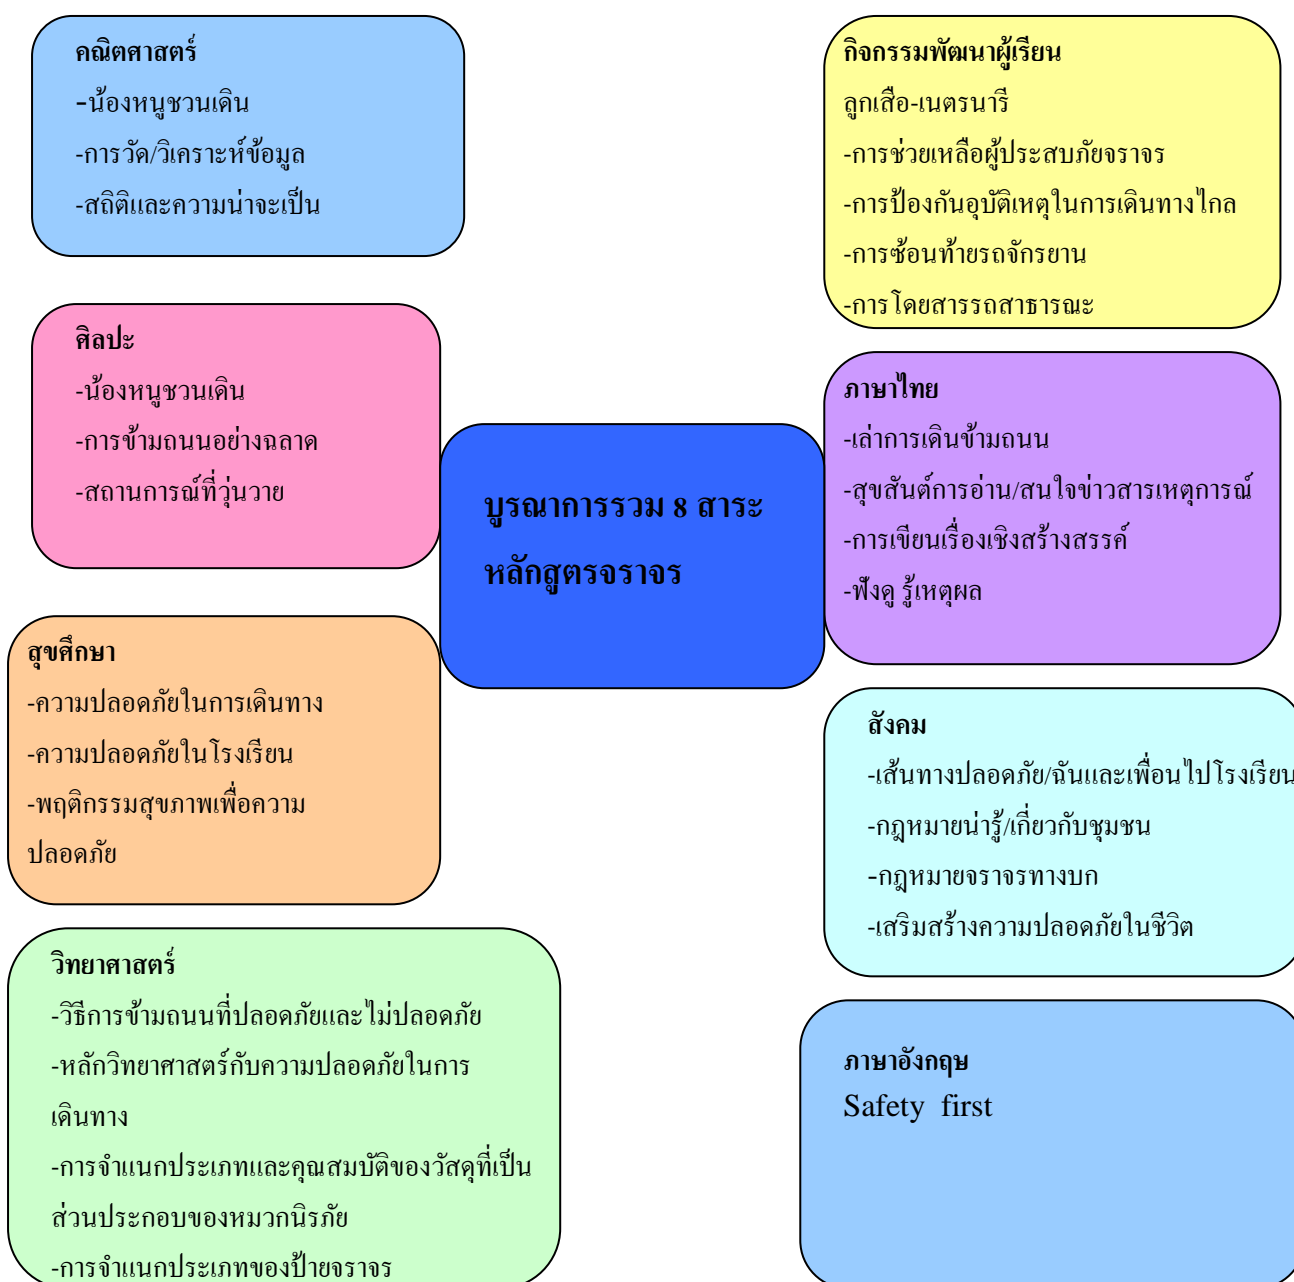 คณิตศาสตร์
-น้องหนูชวนเดิน
-การวัด/วิเคราะห์ข้อมูล
-สถิติและความน่าจะเป็น
กิจกรรมพัฒนาผู้เรียน
ลูกเสือ-เนตรนารี
-การช่วยเหลือผู้ประสบภัยจราจร
-การป้องกันอุบัติเหตุในการเดินทางไกล
-การซ้อนท้ายรถจักรยาน
-การโดยสารรถสาธารณะ
ศิลปะ
-น้องหนูชวนเดิน
-การข้ามถนนอย่างฉลาด
-สถานการณ์ที่วุ่นวาย
บูรณาการรวม 8 สาระ
หลักสูตรจราจร
ภาษาไทย
-เล่าการเดินข้ามถนน
-สุขสันต์การอ่าน/สนใจข่าวสารเหตุการณ์
-การเขียนเรื่องเชิงสร้างสรรค์
-ฟังดู รู้เหตุผล
สุขศึกษา
-ความปลอดภัยในการเดินทาง
-ความปลอดภัยในโรงเรียน
-พฤติกรรมสุขภาพเพื่อความ
ปลอดภัย
สังคม
-เส้นทางปลอดภัย/ฉันและเพื่อนไปโรงเรียน
-กฎหมายน่ารู้/เกี่ยวกับชุมชน
-กฎหมายจราจรทางบก
-เสริมสร้างความปลอดภัยในชีวิต
วิทยาศาสตร์
-วิธีการข้ามถนนที่ปลอดภัยและไม่ปลอดภัย
-หลักวิทยาศาสตร์กับความปลอดภัยในการ
เดินทาง
-การจำแนกประเภทและคุณสมบัติของวัสดุที่เป็น
ส่วนประกอบของหมวกนิรภัย
-การจำแนกประเภทของป้ายจราจร
ภาษาอังกฤษ
Safety first